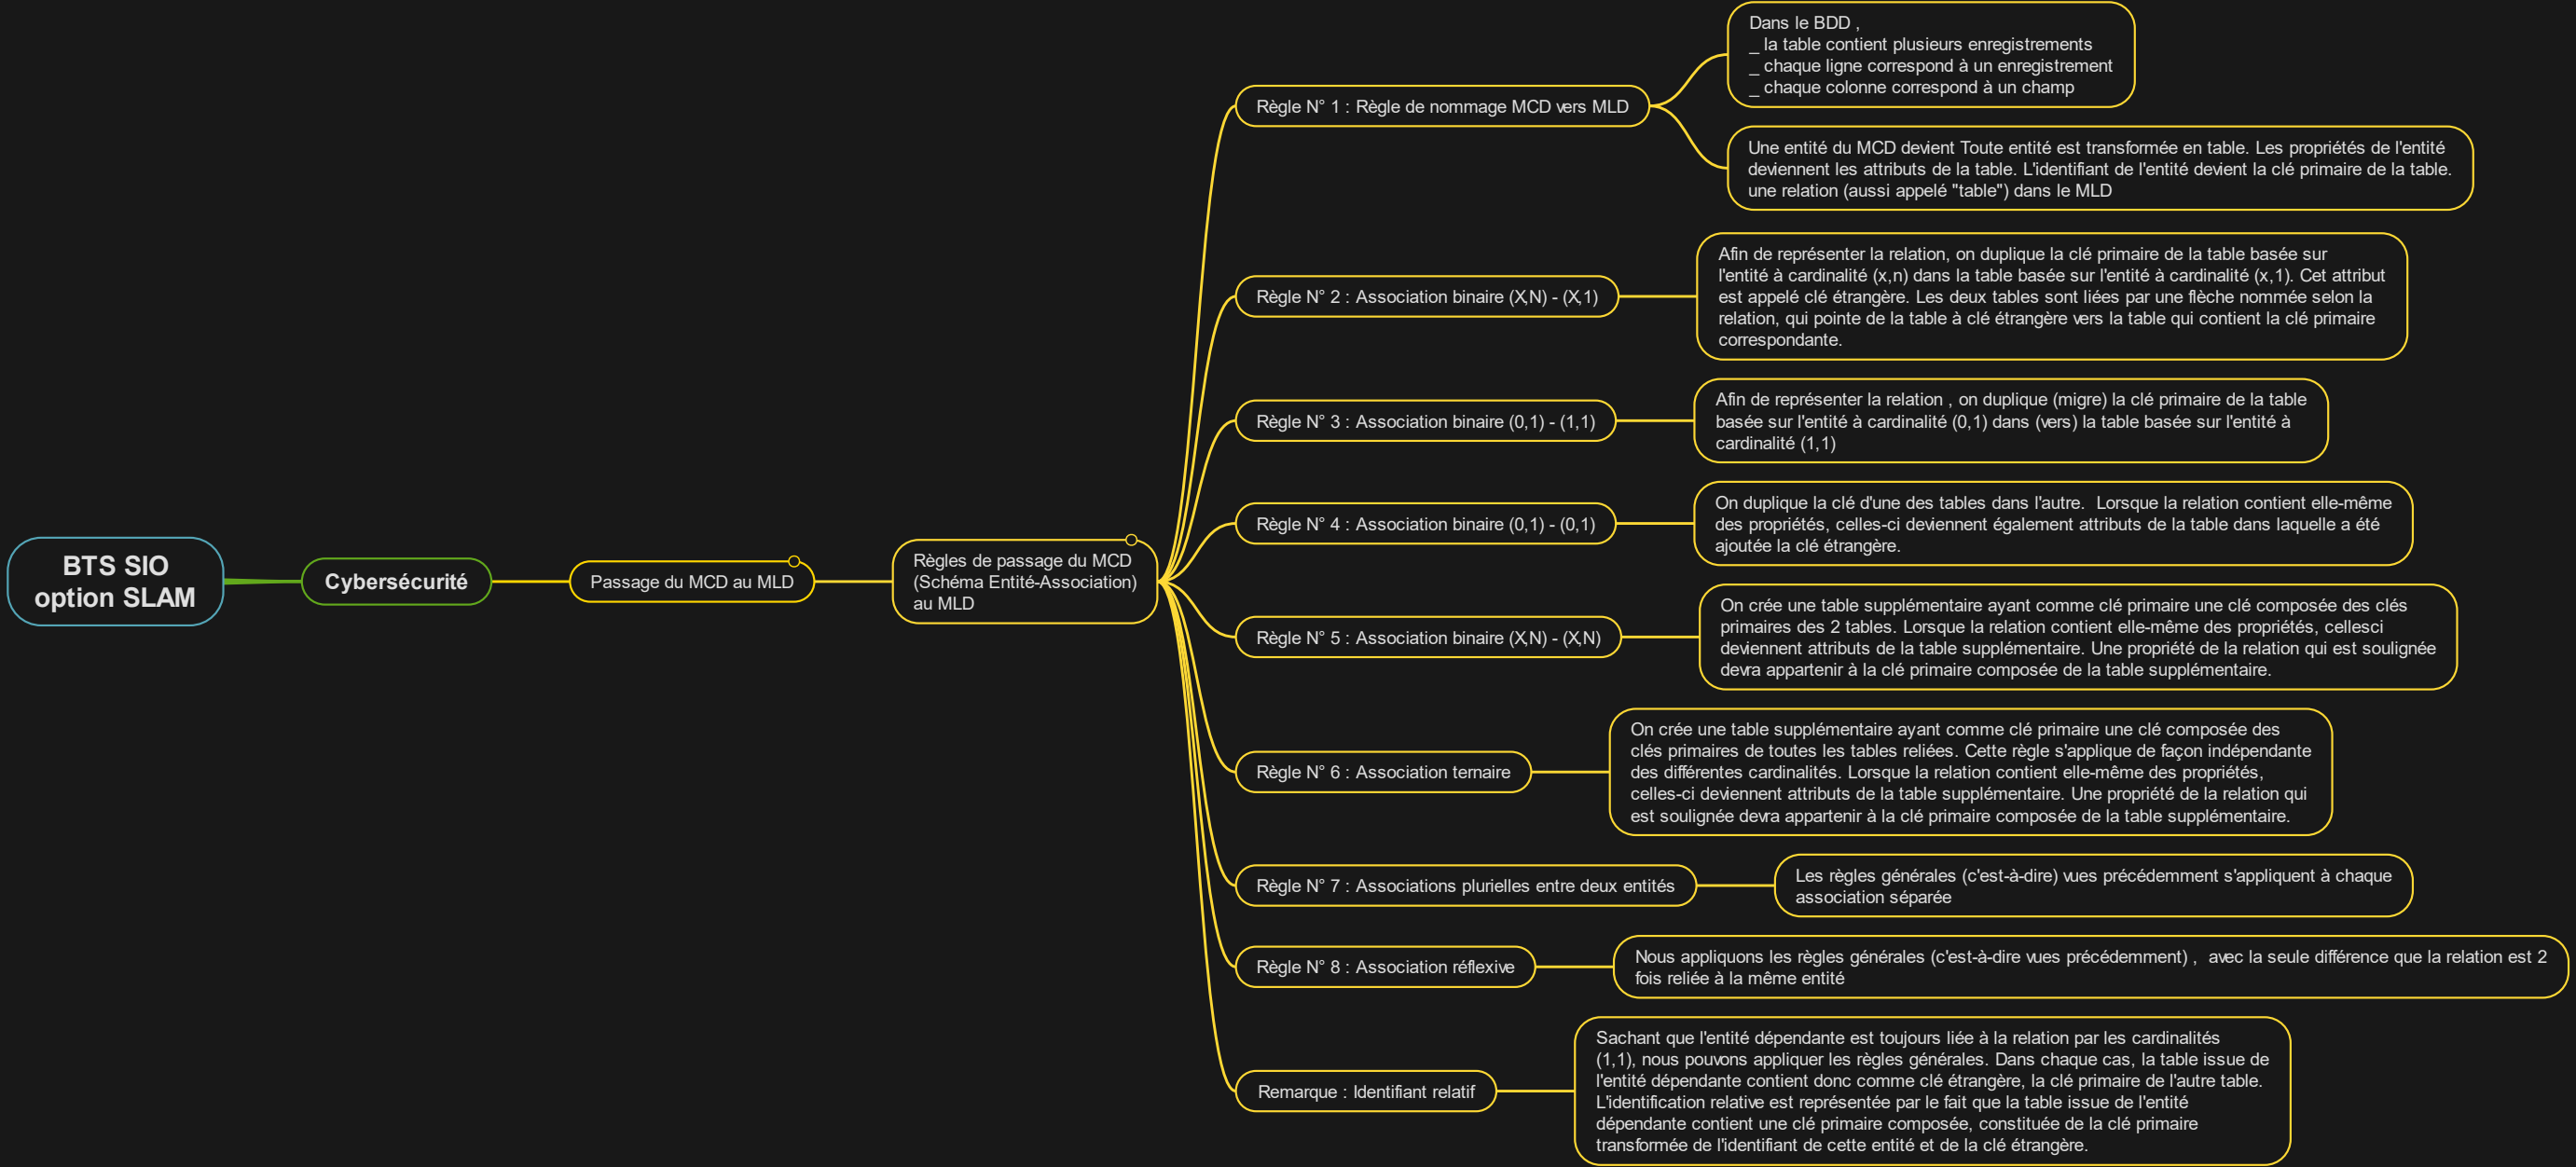 BTS SIO
option SLAM
Cybersécurité
Passage du MCD au MLD
Règles de passage du MCD
(Schéma Entité-Association)
au MLD
Règle N° 1 : Règle de nommage MCD vers MLD
Dans le BDD ,
_ la table contient plusieurs enregistrements
_ chaque ligne correspond à un enregistrement
_ chaque colonne correspond à un champ
Une entité du MCD devient Toute entité est transformée en table. Les propriétés de l'entité
deviennent les attributs de la table. L'identifiant de l'entité devient la clé primaire de la table.
une relation (aussi appelé "table") dans le MLD
Règle N° 2 : Association binaire (X,N) - (X,1)
Afin de représenter la relation, on duplique la clé primaire de la table basée sur
l'entité à cardinalité (x,n) dans la table basée sur l'entité à cardinalité (x,1). Cet attribut
est appelé clé étrangère. Les deux tables sont liées par une flèche nommée selon la
relation, qui pointe de la table à clé étrangère vers la table qui contient la clé primaire
correspondante.
Règle N° 3 : Association binaire (0,1) - (1,1)
Afin de représenter la relation , on duplique (migre) la clé primaire de la table
basée sur l'entité à cardinalité (0,1) dans (vers) la table basée sur l'entité à
cardinalité (1,1)
Règle N° 4 : Association binaire (0,1) - (0,1)
On duplique la clé d'une des tables dans l'autre.  Lorsque la relation contient elle-même
des propriétés, celles-ci deviennent également attributs de la table dans laquelle a été
ajoutée la clé étrangère.
Règle N° 5 : Association binaire (X,N) - (X,N)
On crée une table supplémentaire ayant comme clé primaire une clé composée des clés
primaires des 2 tables. Lorsque la relation contient elle-même des propriétés, cellesci
deviennent attributs de la table supplémentaire. Une propriété de la relation qui est soulignée
devra appartenir à la clé primaire composée de la table supplémentaire.
Règle N° 6 : Association ternaire
On crée une table supplémentaire ayant comme clé primaire une clé composée des
clés primaires de toutes les tables reliées. Cette règle s'applique de façon indépendante
des différentes cardinalités. Lorsque la relation contient elle-même des propriétés,
celles-ci deviennent attributs de la table supplémentaire. Une propriété de la relation qui
est soulignée devra appartenir à la clé primaire composée de la table supplémentaire.
Règle N° 7 : Associations plurielles entre deux entités
Les règles générales (c'est-à-dire) vues précédemment s'appliquent à chaque
association séparée
Règle N° 8 : Association réflexive
Nous appliquons les règles générales (c'est-à-dire vues précédemment) ,  avec la seule différence que la relation est 2
fois reliée à la même entité
Remarque : Identifiant relatif
Sachant que l'entité dépendante est toujours liée à la relation par les cardinalités
(1,1), nous pouvons appliquer les règles générales. Dans chaque cas, la table issue de
l'entité dépendante contient donc comme clé étrangère, la clé primaire de l'autre table.
L'identification relative est représentée par le fait que la table issue de l'entité
dépendante contient une clé primaire composée, constituée de la clé primaire
transformée de l'identifiant de cette entité et de la clé étrangère.